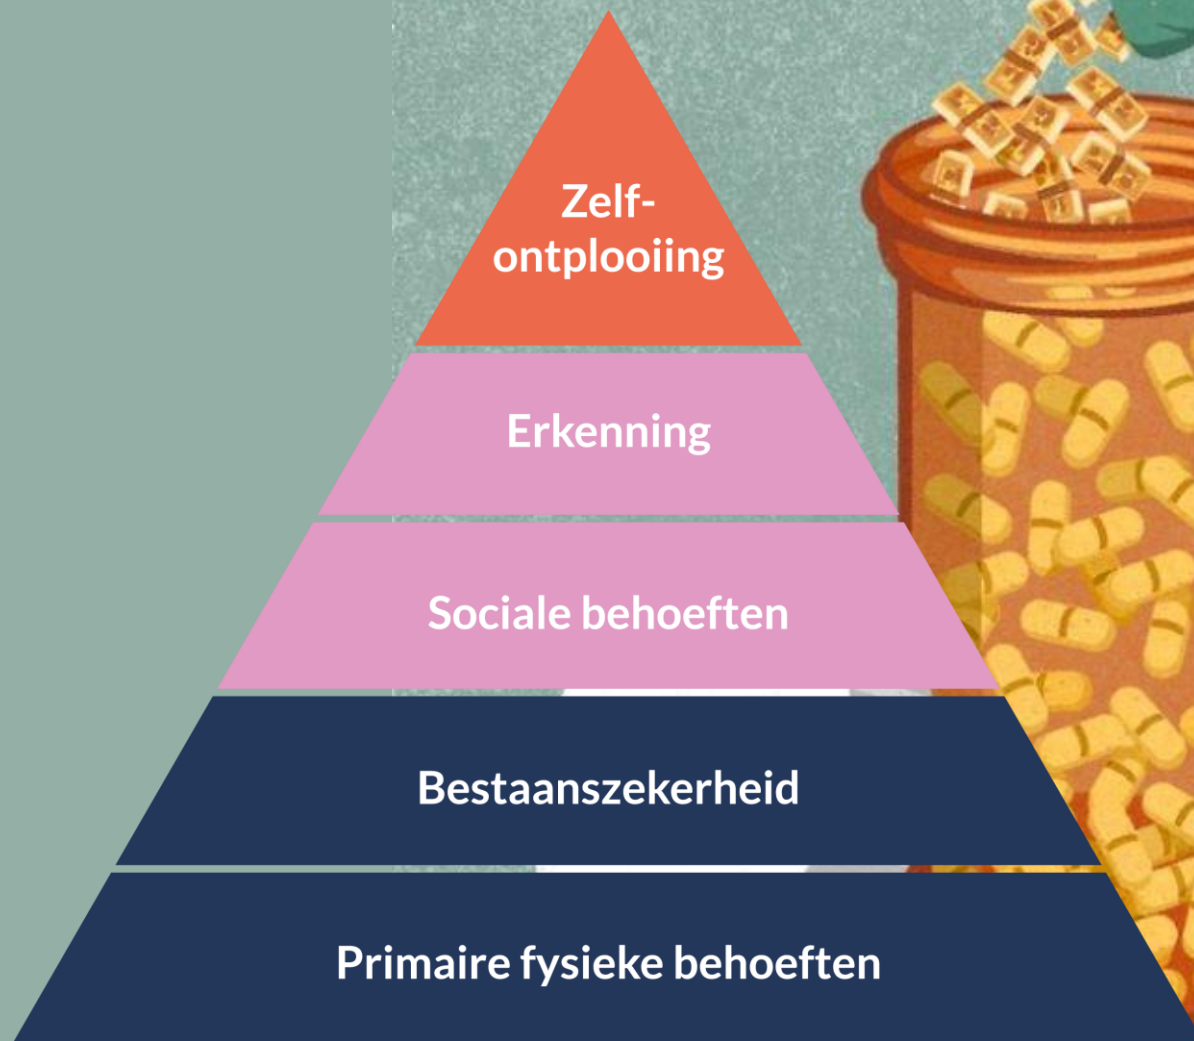 Zelf-
ontplooiing
Erkenning
Sociale behoeften
Bestaanszekerheid
Primaire fysieke behoeften